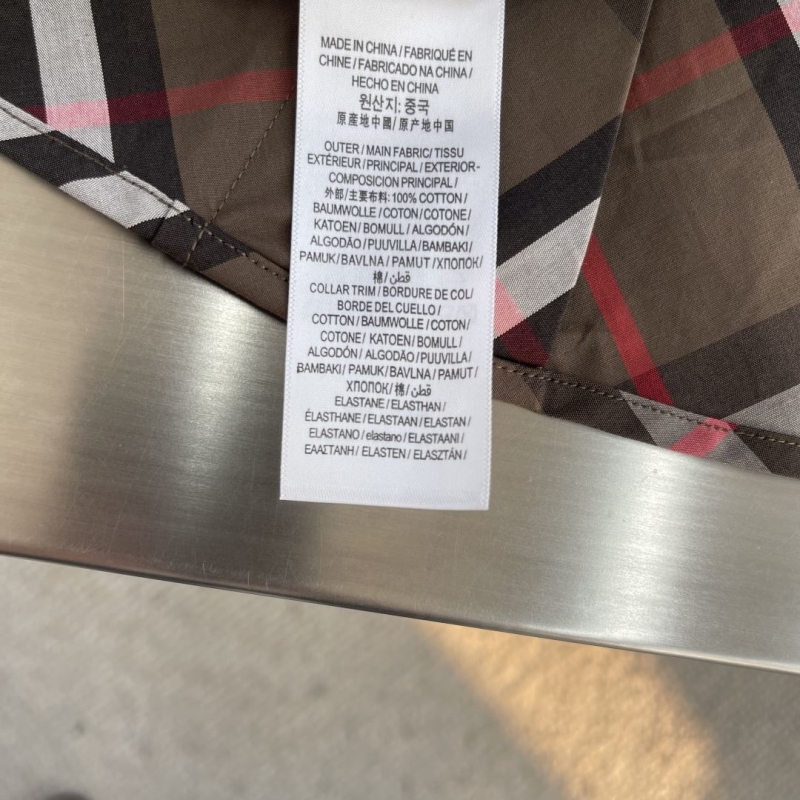 MADE IN CHINA / FABRIQUÉ EN
CHINE / FABRICADO NA CHINA /
HECHO EN CHINA
원산지: 중국
原産地中國/ 原产地中国
OUTER / MAIN FABRIC/ TISSU
EXTÉRIEUR / PRINCIPAL / EXTERIOR-
COMPOSICION PRINCIPAL /
外部/主要布料: 100% COTTON /
BAUMWOLLE / COTON / COTONE /
KATOEN / BOMULL / ALGODÓN /
ALGODÃO / PUUVILLA / BAMBAKI /
PAMUK / BAVLNA / PAMUT / ХЛОПОК/
棉/ قطن/
COLLAR TRIM / BORDURE DE COL/
BORDE DEL CUELLO /
COTTON / BAUMWOLLE / COTON/
COTONE / KATOEN / BOMULL /
ALGODÓN / ALGODÃO / PUUVILLA /
BAMBAKI / PAMUK / BAVLNA / PAMUT /
ХЛОПОК/ 棉/ قطن/
ELASTANE / ELASTHAN /
ÉLASTHANE / ELASTAAN / ELASTAN /
ELASTANO / elastano / ELASTAANI /
ΕΛΑΣΤΑΝΗ / ELASTEN / ELASZTÁN /